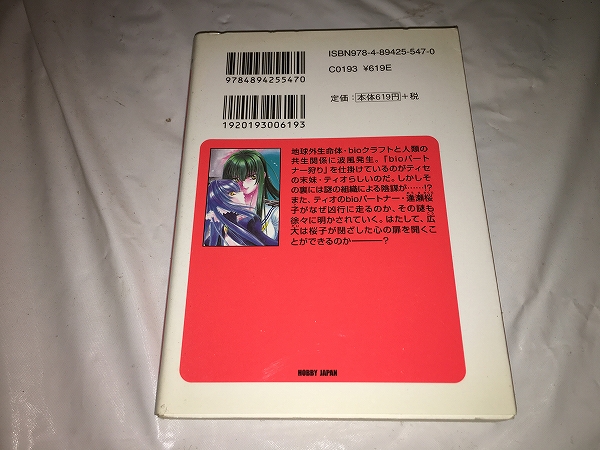 ISBN978-4-89425-547-0
C0193 ¥619E
9784894255470
定価：本体619円+税
1920193006193
地球外生命体・bioクラフトと人類の
共生関係に波風発生。「bioパート
ナー狩り」を仕掛けているのがティセ
の末妹・ティオらしいのだ。しかしそ
の裏には謎の組織による陰謀が……!?
また、ティオのbioパートナー・逢瀬桜
子がなぜ凶行に走るのか、その謎も
徐々に明かされていく。はたして、広
大は桜子が閉ざした心の扉を開くこ
とができるのか―――？
HOBBY JAPAN